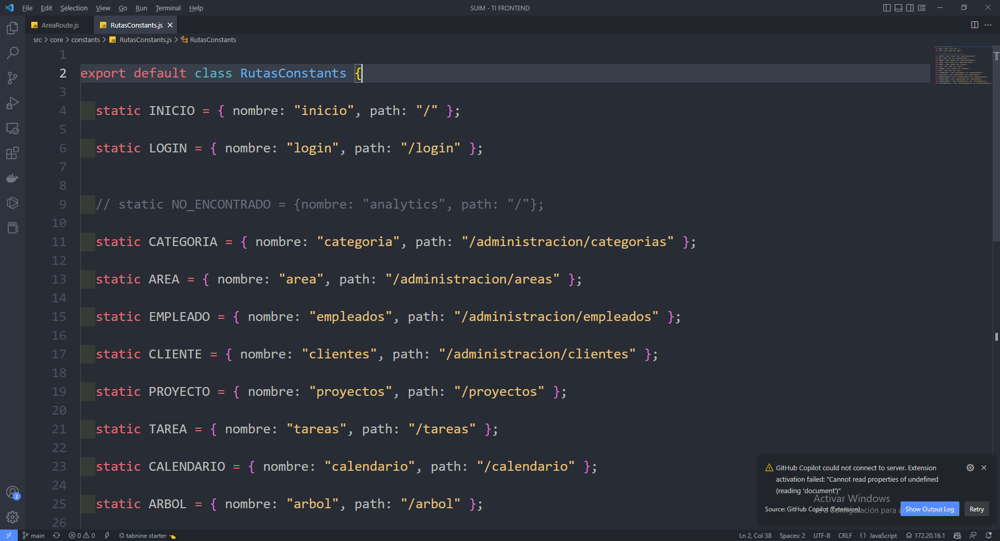 File Edit Selection View Go Run Terminal Help SUIM - TI FRONTEND
JS AreaRoute.js JS RutasConstants.js
src > core > constants > JS RutasConstants.js > RutasConstants
1
2 export default class RutasConstants {
3
4 static INICIO = { nombre: "inicio", path: "/" };
5
6 static LOGIN = { nombre: "login", path: "/login" };
7
8
9 // static NO_ENCONTRADO = {nombre: "analytics", path: "/"};
10
11 static CATEGORIA = { nombre: "categoria", path: "/administracion/categorias" };
12
13 static AREA = { nombre: "area", path: "/administracion/areas" };
14
15 static EMPLEADO = { nombre: "empleados", path: "/administracion/empleados" };
16
17 static CLIENTE = { nombre: "clientes", path: "/administracion/clientes" };
18
19 static PROYECTO = { nombre: "proyectos", path: "/proyectos" };
20
21 static TAREA = { nombre: "tareas", path: "/tareas" };
22
23 static CALENDARIO = { nombre: "calendario", path: "/calendario" };
24
25 static ARBOL = { nombre: "arbol", path: "/arbol" };
26
GitHub Copilot could not connect to server. Extension
activation failed: "Cannot read properties of undefined
(reading 'document')"
Activar Windows
Ve a Configuración para
Source: GitHub Copilot (Extension) Show Output Log Retry
2
main 0 0 tabnine starter Ln 2, Col 38 Spaces: 2 UTF-8 CRLF {} JavaScript 172.20.16.1